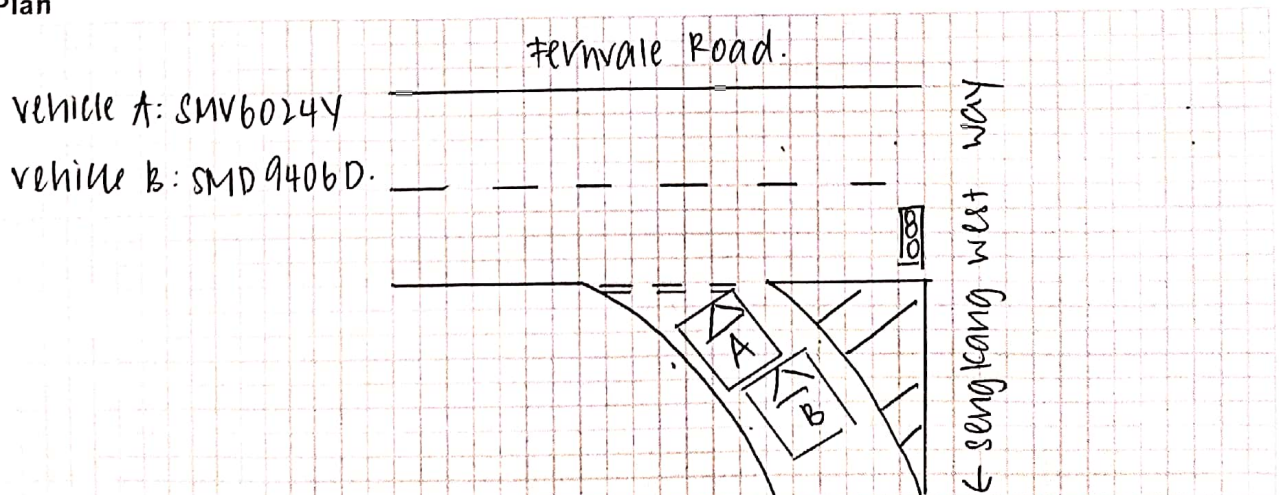 Plan
Fernvale Road.
Vehicle A: SMV6024Y
Vehicle B: SMD9406D.
← Sengkang West Way
A
B